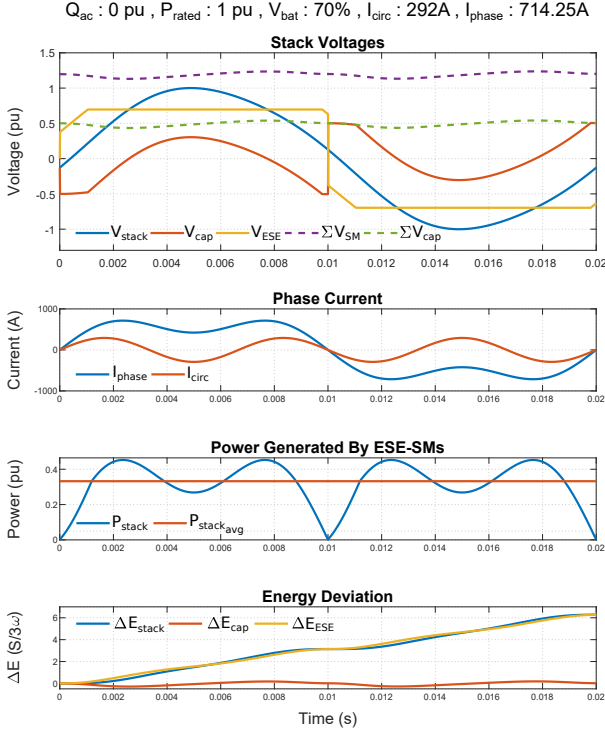 Q_ac : 0 pu , P_rated : 1 pu , V_bat : 70% , I_circ : 292A , I_phase : 714.25A
Stack Voltages
Voltage (pu)
1.5
1
0.5
0
-0.5
-1
V_stack V_cap V_ESE ΣV_SM ΣV_cap
0 0.002 0.004 0.006 0.008 0.01 0.012 0.014 0.016 0.018 0.02
Phase Current
Current (A)
1000
0
-1000
I_phase I_circ
0 0.002 0.004 0.006 0.008 0.01 0.012 0.014 0.016 0.018 0.02
Power Generated By ESE-SMs
Power (pu)
0.4
0.2
0
P_stack P_stack_avg
0 0.002 0.004 0.006 0.008 0.01 0.012 0.014 0.016 0.018 0.02
Energy Deviation
ΔE (S/3ω)
6
4
2
0
ΔE_stack ΔE_cap ΔE_ESE
0 0.002 0.004 0.006 0.008 0.01 0.012 0.014 0.016 0.018 0.02
Time (s)